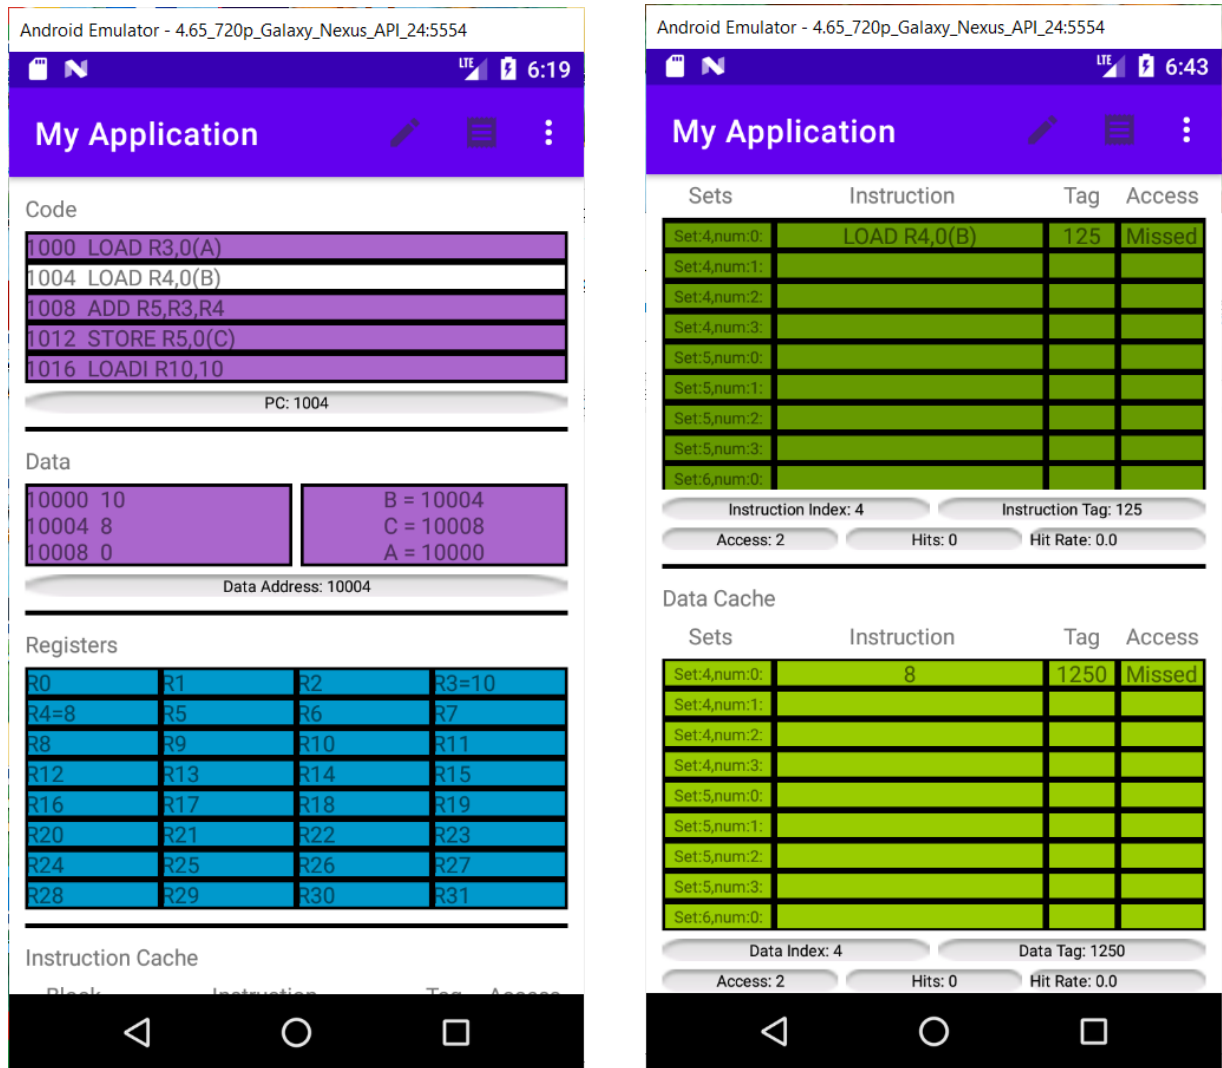 Android Emulator - 4.65_720p_Galaxy_Nexus_API_24:5554
LTE 6:19
My Application
Code
1000 LOAD R3,0(A)
1004 LOAD R4,0(B)
1008 ADD R5,R3,R4
1012 STORE R5,0(C)
1016 LOADI R10,10
PC: 1004
Data
10000 10 B = 10004
10004 8 C = 10008
10008 0 A = 10000
Data Address: 10004
Registers
R0 R1 R2 R3=10
R4=8 R5 R6 R7
R8 R9 R10 R11
R12 R13 R14 R15
R16 R17 R18 R19
R20 R21 R22 R23
R24 R25 R26 R27
R28 R29 R30 R31
Instruction Cache
Block Instruction Tag Access
Android Emulator - 4.65_720p_Galaxy_Nexus_API_24:5554
LTE 6:43
My Application
Sets Instruction Tag Access
Set:4,num:0: LOAD R4,0(B) 125 Missed
Set:4,num:1:
Set:4,num:2:
Set:4,num:3:
Set:5,num:0:
Set:5,num:1:
Set:5,num:2:
Set:5,num:3:
Set:6,num:0:
Instruction Index: 4 Instruction Tag: 125
Access: 2 Hits: 0 Hit Rate: 0.0
Data Cache
Sets Instruction Tag Access
Set:4,num:0: 8 1250 Missed
Set:4,num:1:
Set:4,num:2:
Set:4,num:3:
Set:5,num:0:
Set:5,num:1:
Set:5,num:2:
Set:5,num:3:
Set:6,num:0:
Data Index: 4 Data Tag: 1250
Access: 2 Hits: 0 Hit Rate: 0.0